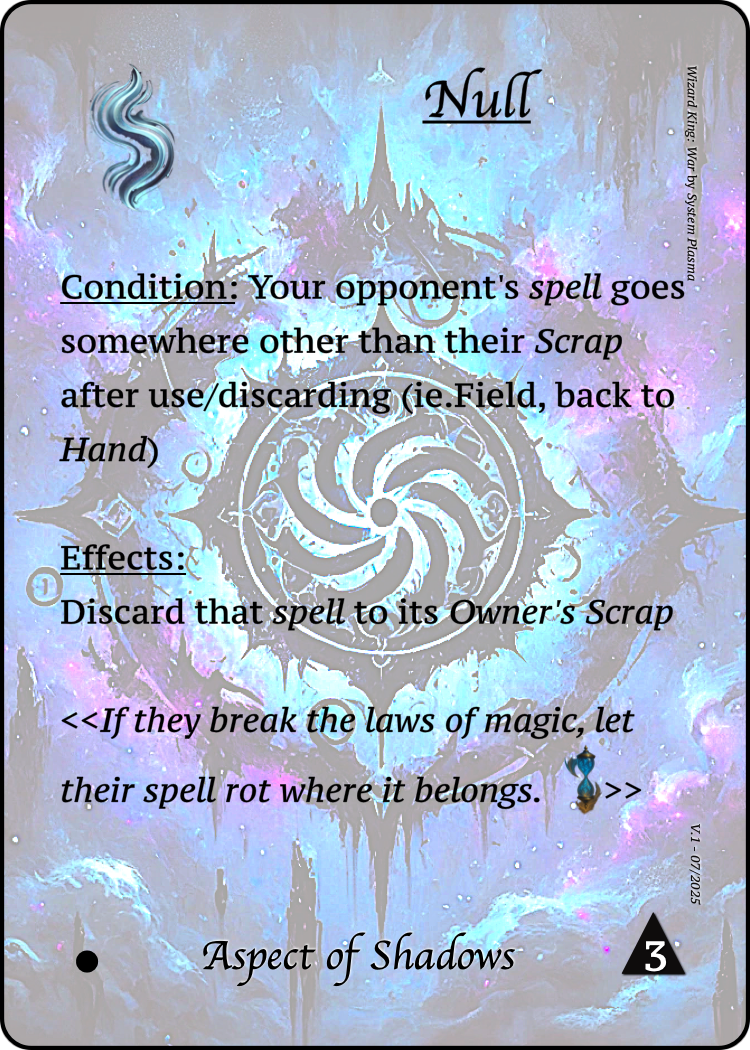 Null
Wizard King: War by System Plasma
Condition: Your opponent's spell goes
somewhere other than their Scrap
after use/discarding (ie.Field, back to
Hand)
Effects:
Discard that spell to its Owner's Scrap
<<If they break the laws of magic, let
their spell rot where it belongs. >>
V.1 - 07/2025
Aspect of Shadows
3